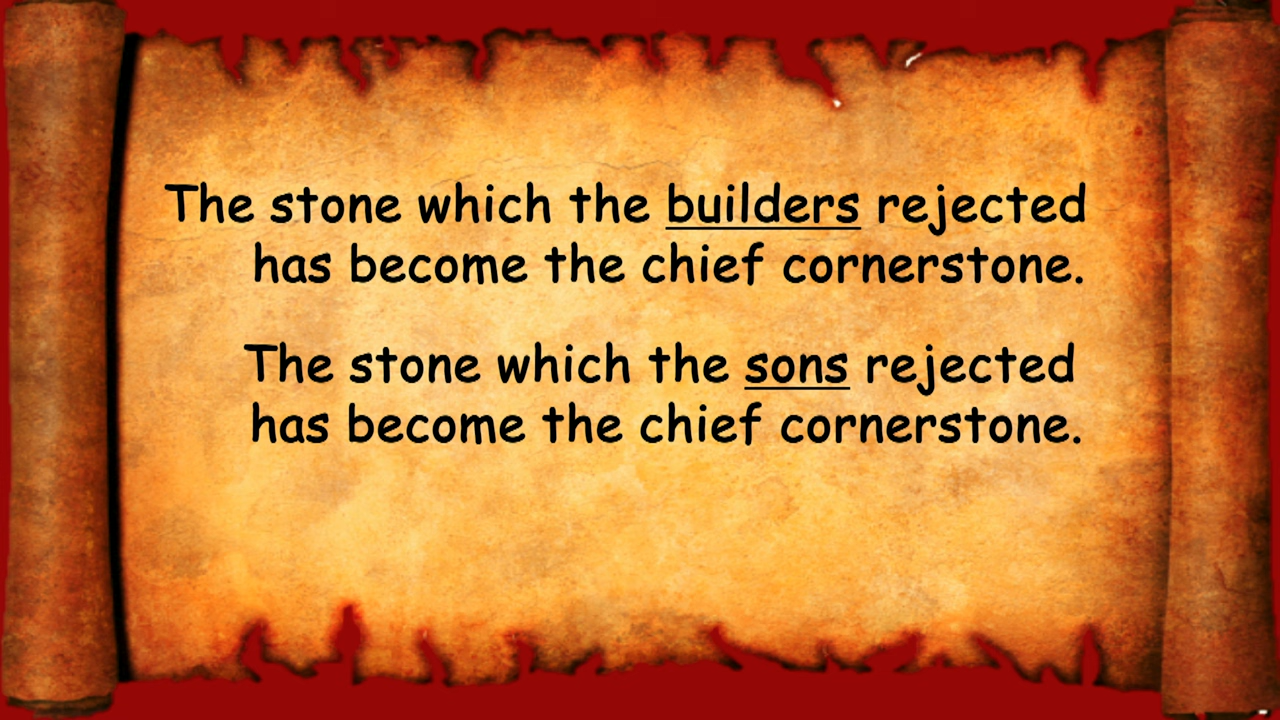 The stone which the builders rejected
has become the chief cornerstone.
The stone which the sons rejected
has become the chief cornerstone.